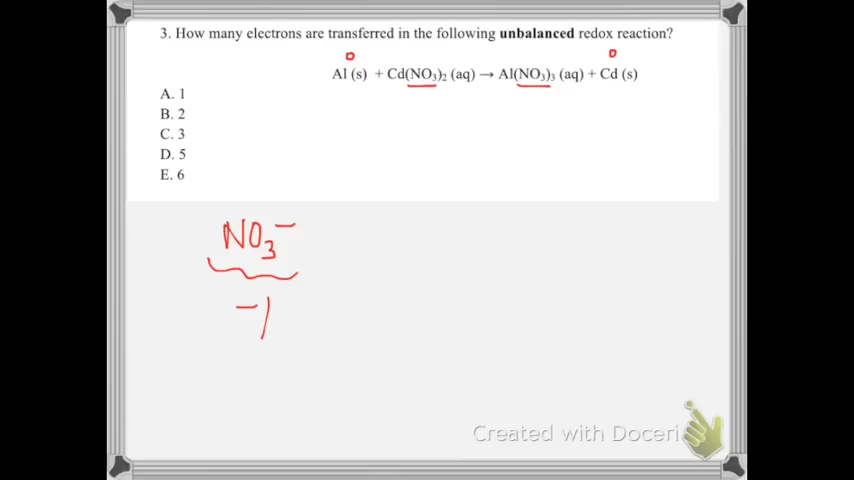 3. How many electrons are transferred in the following unbalanced redox reaction?
0 0
Al (s) + Cd(NO₃)₂ (aq) → Al(NO₃)₃ (aq) + Cd (s)
A. 1
B. 2
C. 3
D. 5
E. 6
NO₃⁻
-1
Created with Doceri